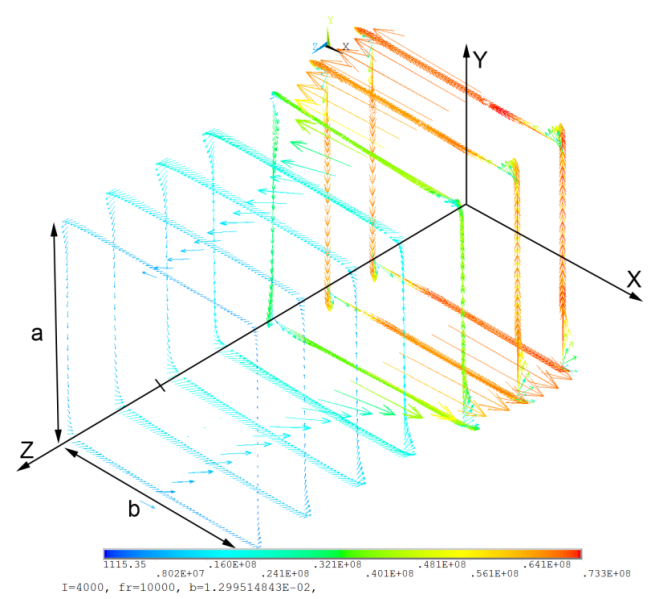 Y
Z X
Y
X
a
Z
b
1115.35 .160E+08 .321E+08 .481E+08 .641E+08
.802E+07 .241E+08 .401E+08 .561E+08 .733E+08
I=4000, fr=10000, b=1.299514843E-02,